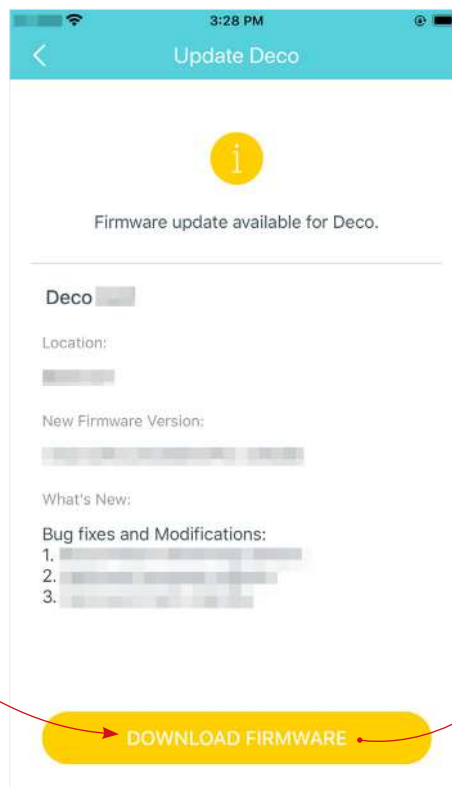 3:28 PM
Update Deco
i
Firmware update available for Deco.
Deco
Location:
New Firmware Version:
What's New:
Bug fixes and Modifications:
1.
2.
3.
DOWNLOAD FIRMWARE